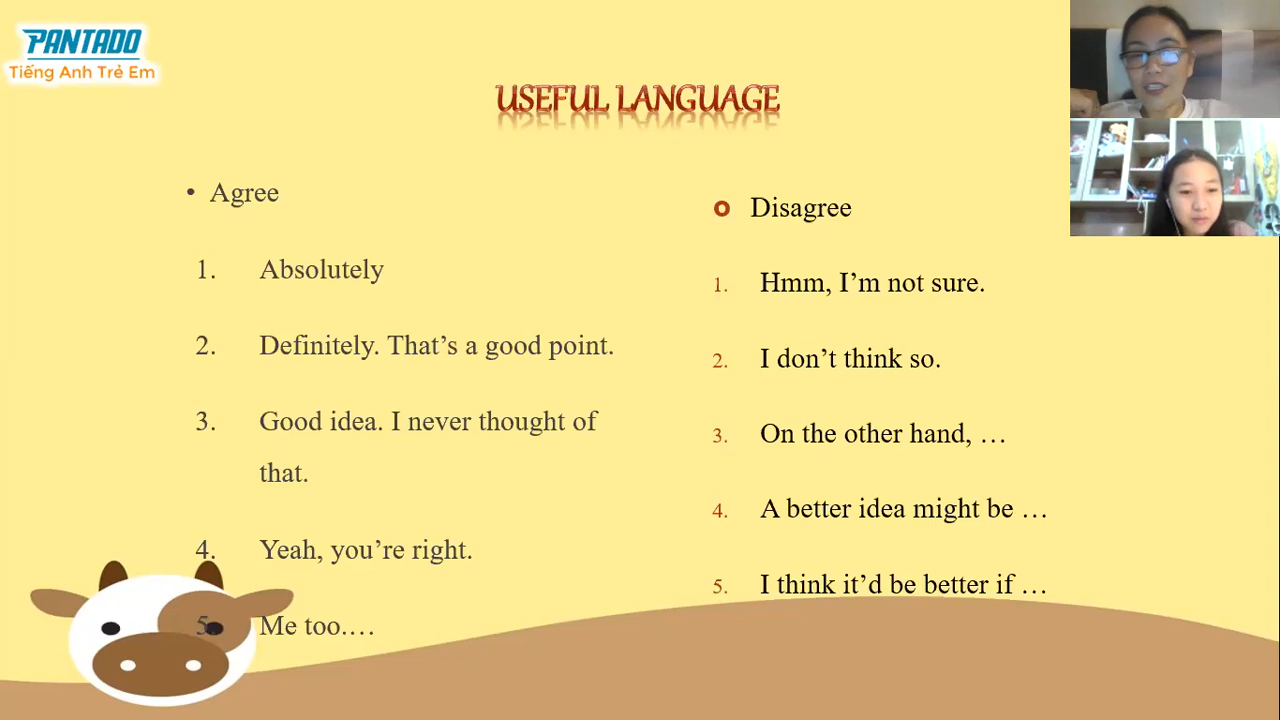 PANTADO
Tiếng Anh Trẻ Em
USEFUL LANGUAGE
• Agree
1. Absolutely
2. Definitely. That’s a good point.
3. Good idea. I never thought of
that.
4. Yeah, you’re right.
5. Me too.…
Disagree
1. Hmm, I’m not sure.
2. I don’t think so.
3. On the other hand, …
4. A better idea might be …
5. I think it’d be better if …